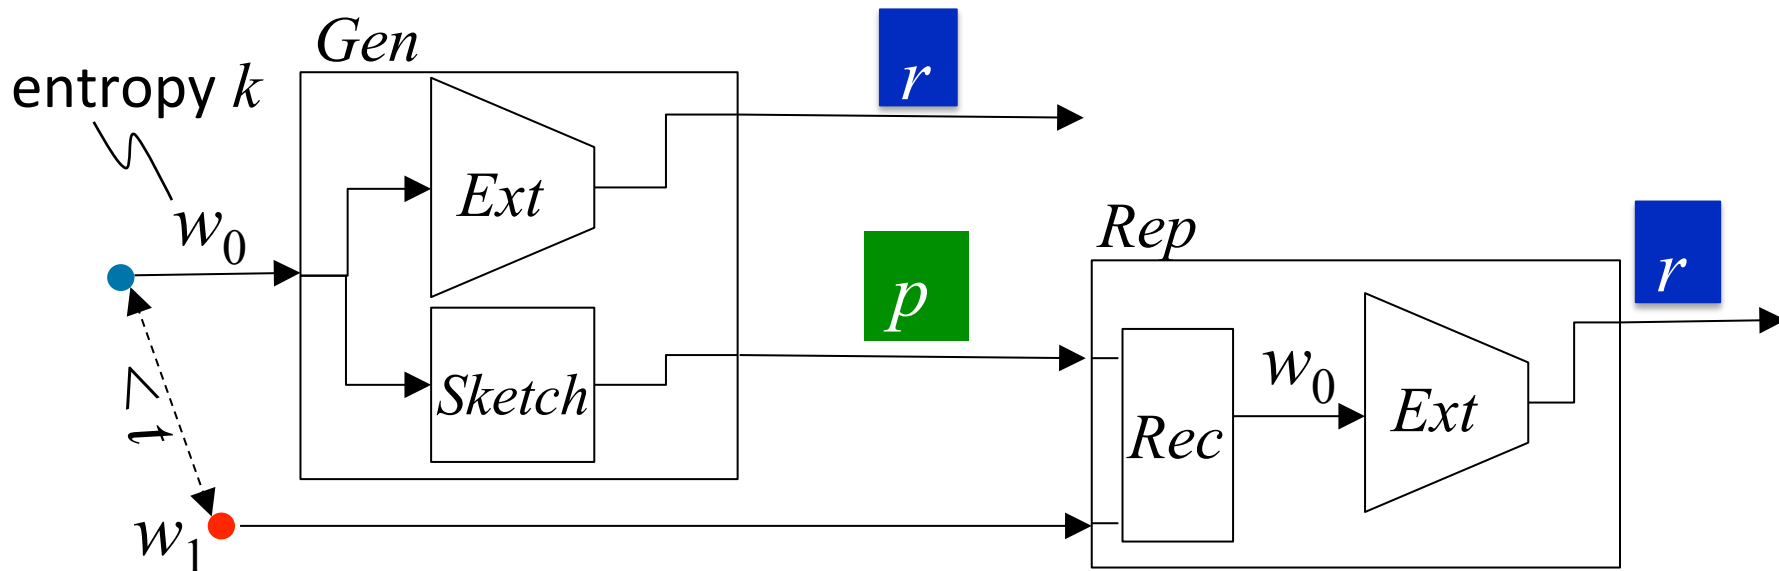 Gen
r
entropy k
Ext
w₀
Rep
r
p
w₀
< t
Sketch
Rec
Ext
w₁